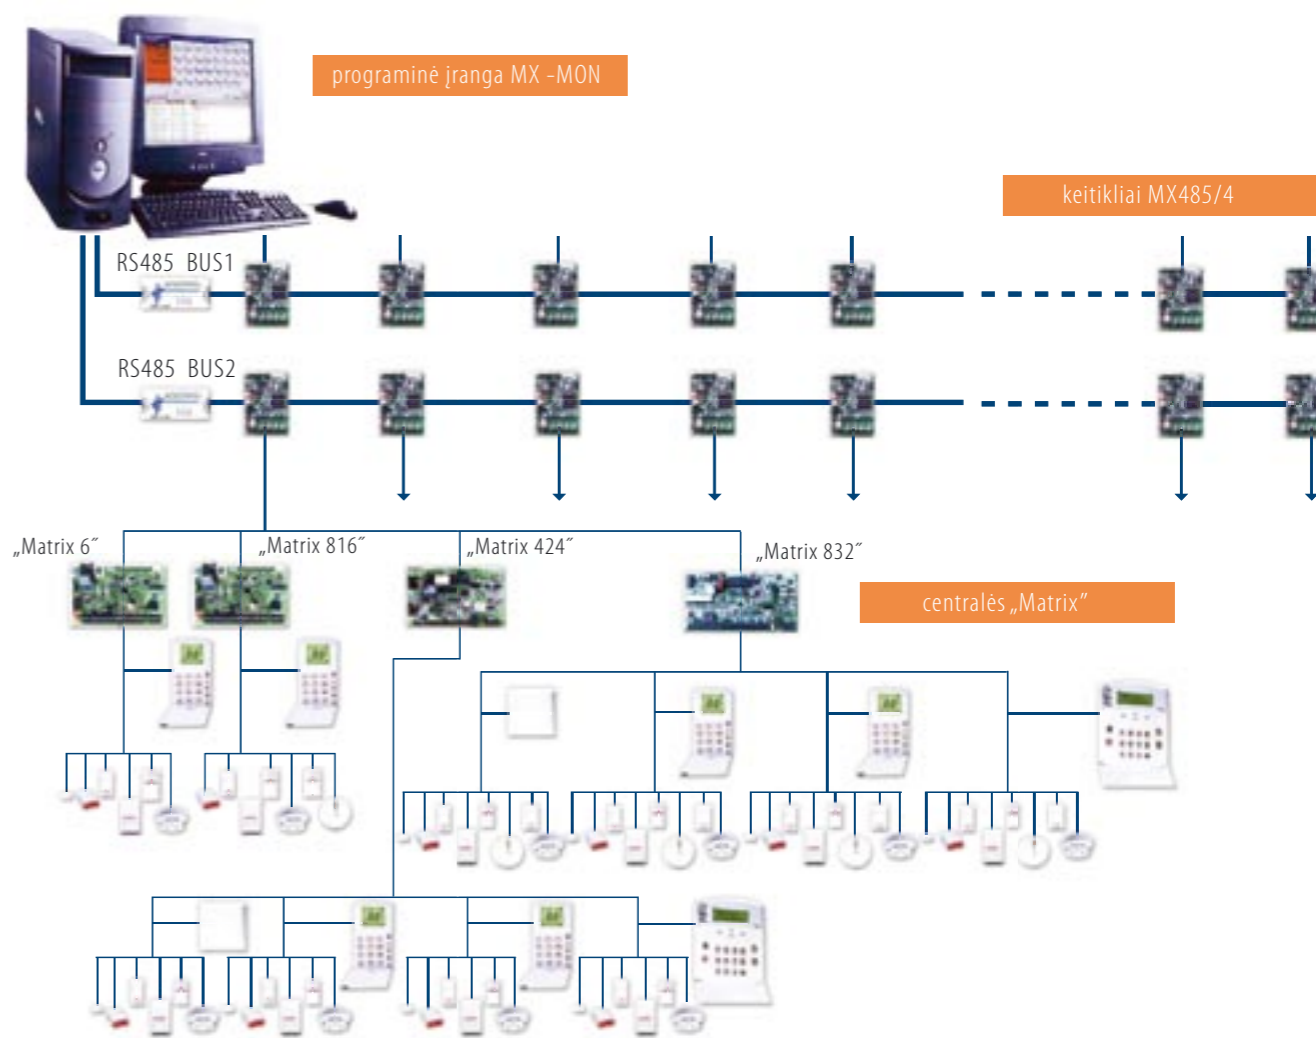 programinė įranga MX -MON
keitikliai MX485/4
RS485 BUS1
RS485 BUS2
„Matrix 6˝
„Matrix 816˝
„Matrix 424˝
„Matrix 832˝
centralės „Matrix”